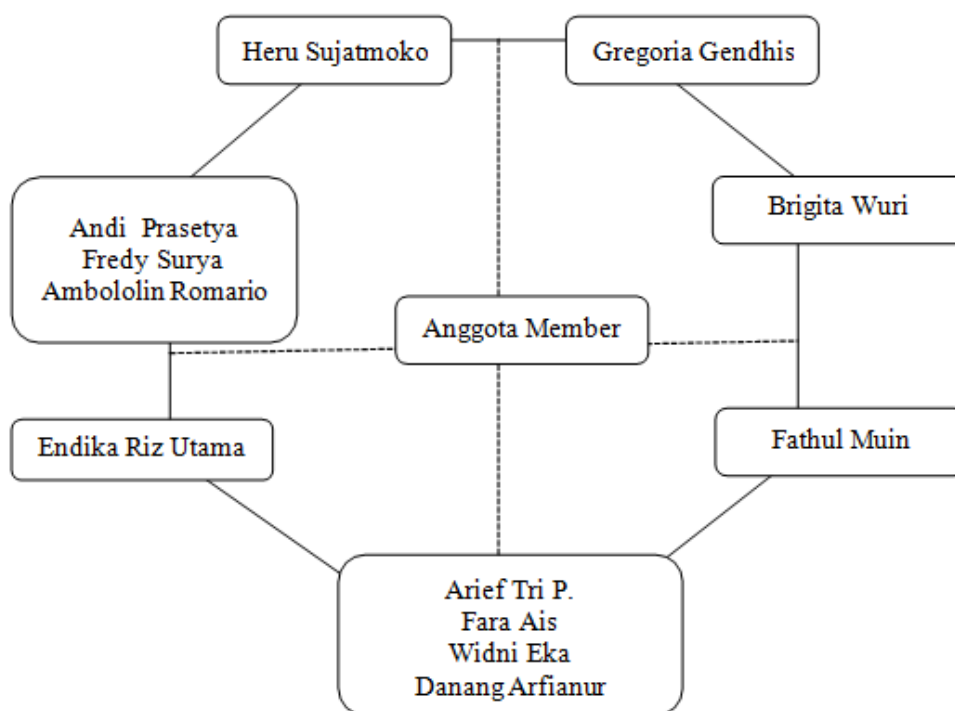 Heru Sujatmoko
Gregoria Gendhis
Andi Prasetya
Fredy Surya
Ambololin Romario
Brigita Wuri
Anggota Member
Endika Riz Utama
Fathul Muin
Arief Tri P.
Fara Ais
Widni Eka
Danang Arfianur